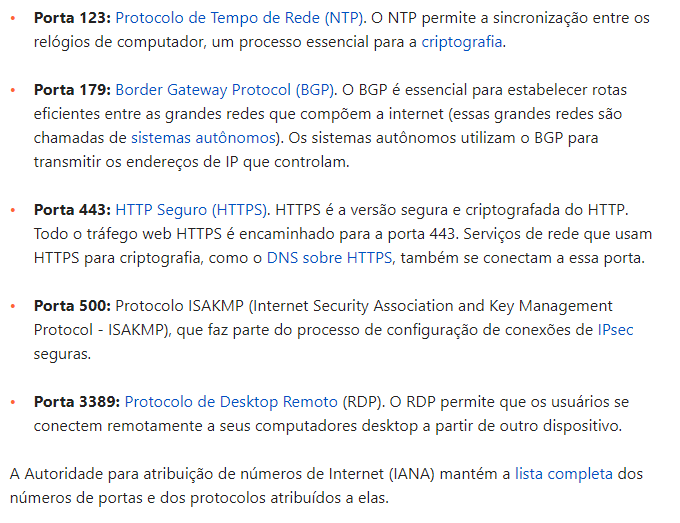 • Porta 123: Protocolo de Tempo de Rede (NTP). O NTP permite a sincronização entre os
relógios de computador, um processo essencial para a criptografia.
• Porta 179: Border Gateway Protocol (BGP). O BGP é essencial para estabelecer rotas
eficientes entre as grandes redes que compõem a internet (essas grandes redes são
chamadas de sistemas autônomos). Os sistemas autônomos utilizam o BGP para
transmitir os endereços de IP que controlam.
• Porta 443: HTTP Seguro (HTTPS). HTTPS é a versão segura e criptografada do HTTP.
Todo o tráfego web HTTPS é encaminhado para a porta 443. Serviços de rede que usam
HTTPS para criptografia, como o DNS sobre HTTPS, também se conectam a essa porta.
• Porta 500: Protocolo ISAKMP (Internet Security Association and Key Management
Protocol - ISAKMP), que faz parte do processo de configuração de conexões de IPsec
seguras.
• Porta 3389: Protocolo de Desktop Remoto (RDP). O RDP permite que os usuários se
conectem remotamente a seus computadores desktop a partir de outro dispositivo.
A Autoridade para atribuição de números de Internet (IANA) mantém a lista completa dos
números de portas e dos protocolos atribuídos a elas.